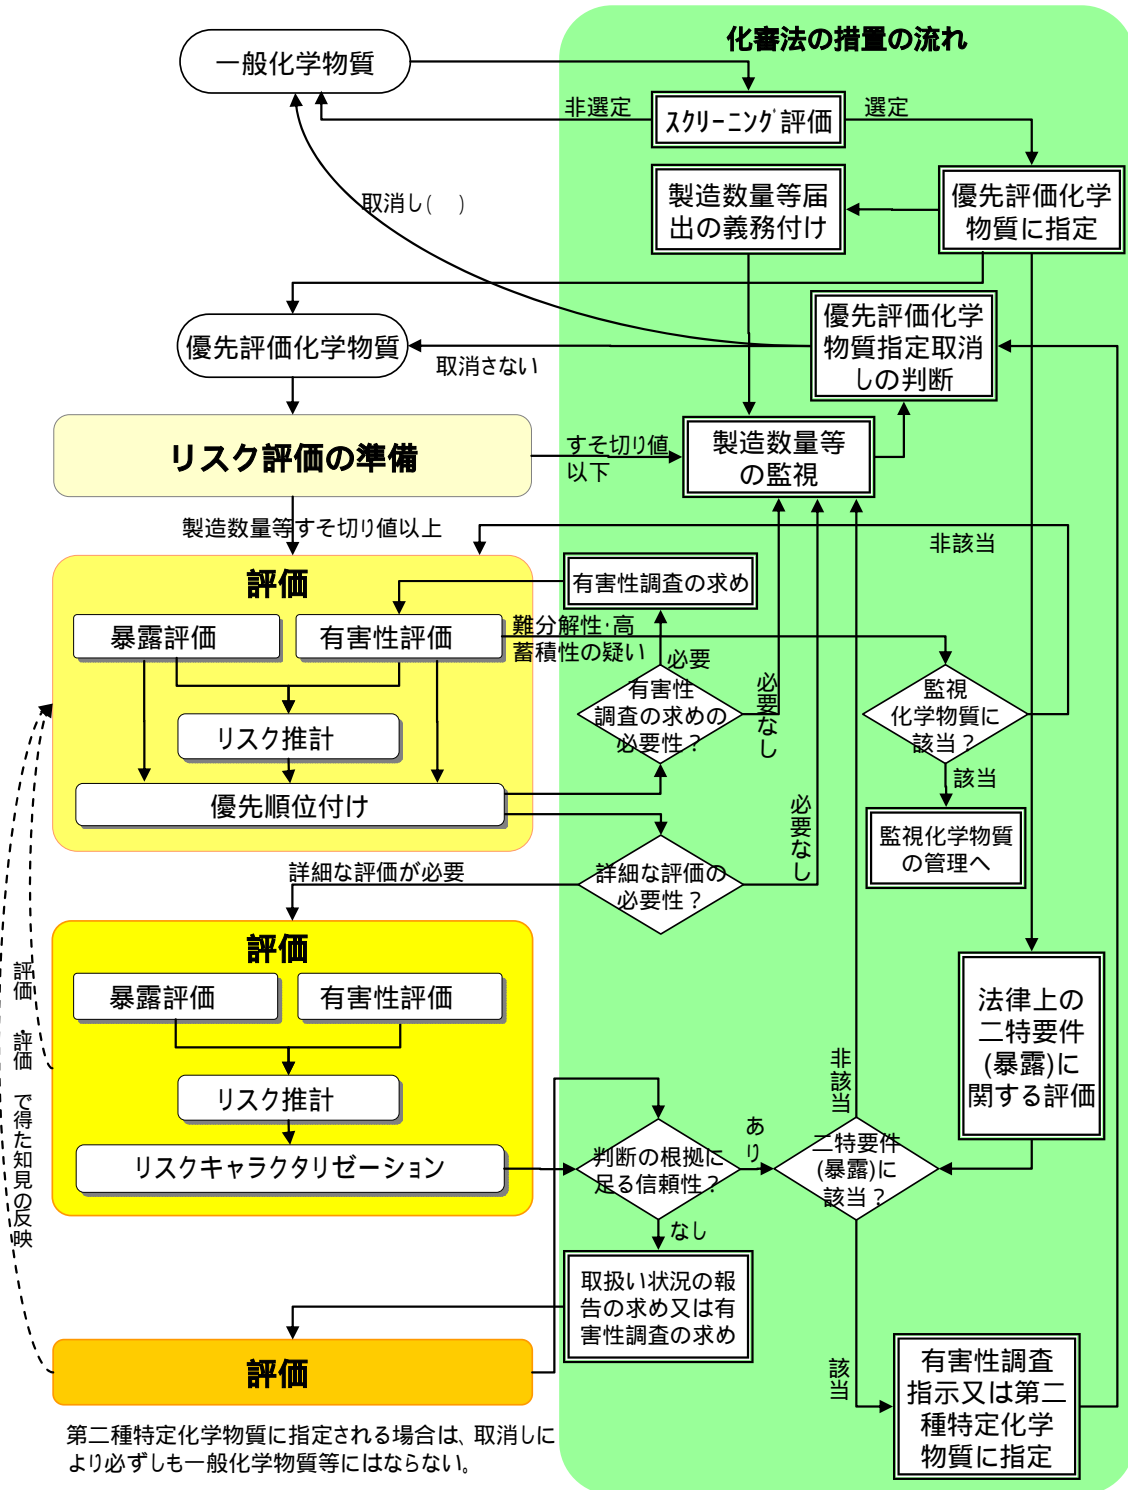 化審法の措置の流れ
一般化学物質
非選定
スクリーニング評価
選定
取消し(　)
製造数量等届
出の義務付け
優先評価化学
物質に指定
優先評価化学物質
取消さない
優先評価化学
物質指定取消
しの判断
リスク評価の準備
すそ切り値
以下
製造数量等
の監視
製造数量等すそ切り値以上
非該当
評価
有害性調査の求め
暴露評価
有害性評価
難分解性・高
蓄積性の疑い
必要
有害性
調査の求めの
必要性？
必要なし
監視
化学物質に
該当？
リスク推計
優先順位付け
該当
必要なし
監視化学物質
の管理へ
詳細な評価が必要
詳細な評価の
必要性？
評価
暴露評価
有害性評価
リスク推計
リスクキャラクタリゼーション
評価　、評価　で得た知見の反映
法律上の
二特要件
(暴露)に
関する評価
非該当
判断の根拠に
足る信頼性？
あり
二特要件
(暴露)に
該当？
なし
取扱い状況の報
告の求め又は有
害性調査の求め
評価
該当
有害性調査
指示又は第二
種特定化学
物質に指定
第二種特定化学物質に指定される場合は、取消しに
より必ずしも一般化学物質等にはならない。